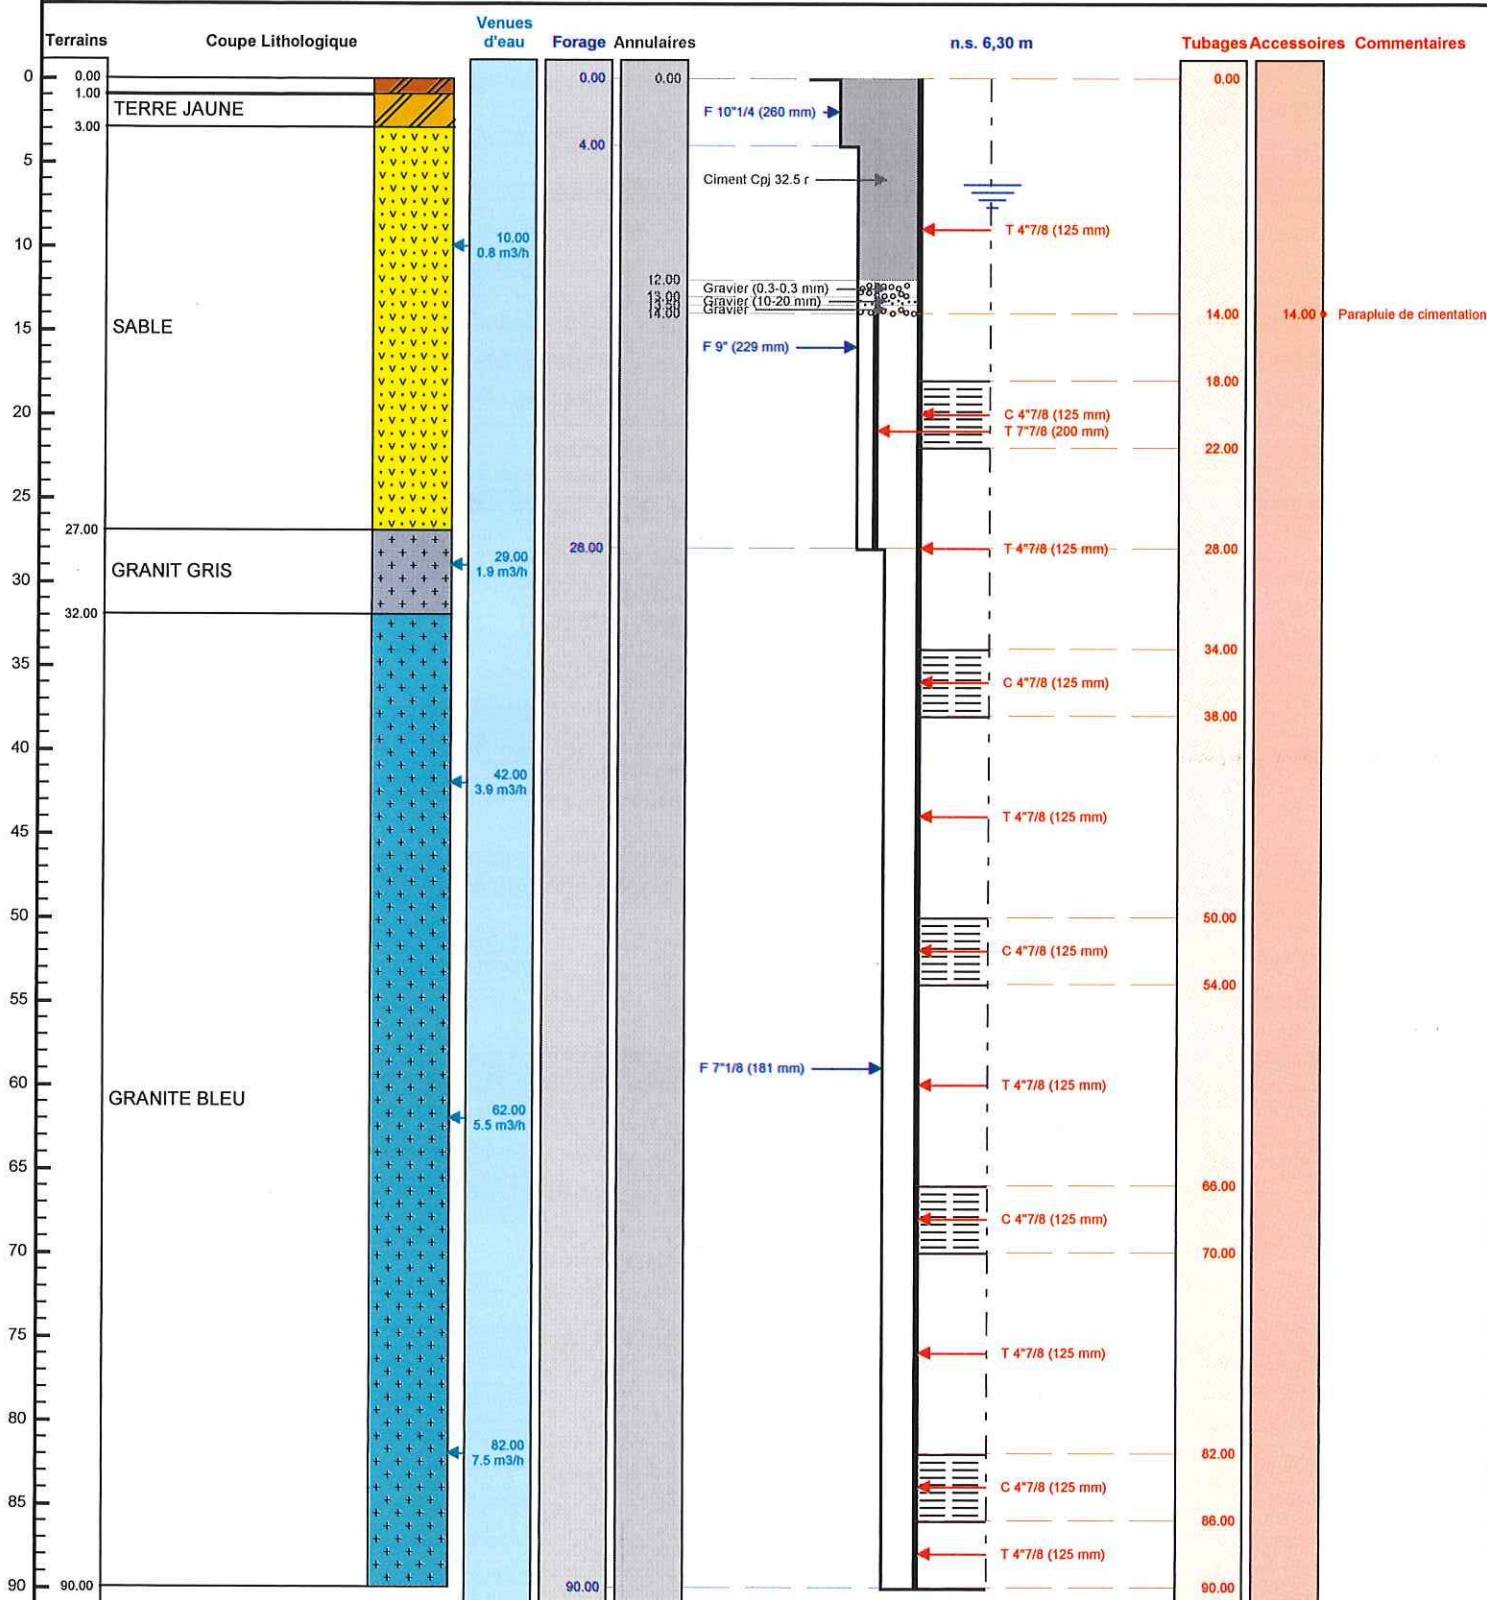 Terrains Coupe Lithologique Venues d'eau Forage Annulaires n.s. 6,30 m Tubages Accessoires Commentaires
0 0.00 0.00 0.00 0.00
1.00
TERRE JAUNE F 10"1/4 (260 mm)
3.00
4.00
5
Ciment Cpj 32.5 r
T 4"7/8 (125 mm)
10 10.00
0.8 m3/h
12.00
Gravier (0.3-0.3 mm)
13.00
Gravier (10-20 mm)
13.50
Gravier
14.00 14.00 14.00 Parapluie de cimentation
15
SABLE
F 9" (229 mm)
18.00
20 C 4"7/8 (125 mm)
T 7"7/8 (200 mm)
22.00
25
27.00
28.00 T 4"7/8 (125 mm) 28.00
29.00
1.9 m3/h
GRANIT GRIS
30
32.00
34.00
35
C 4"7/8 (125 mm)
38.00
40
42.00
3.9 m3/h
T 4"7/8 (125 mm)
45
50 50.00
C 4"7/8 (125 mm)
54.00
55
F 7"1/8 (181 mm)
60 T 4"7/8 (125 mm)
GRANITE BLEU
62.00
5.5 m3/h
65
66.00
C 4"7/8 (125 mm)
70 70.00
75
T 4"7/8 (125 mm)
80
82.00 82.00
7.5 m3/h
C 4"7/8 (125 mm)
85
86.00
T 4"7/8 (125 mm)
90 90.00 90.00 90.00